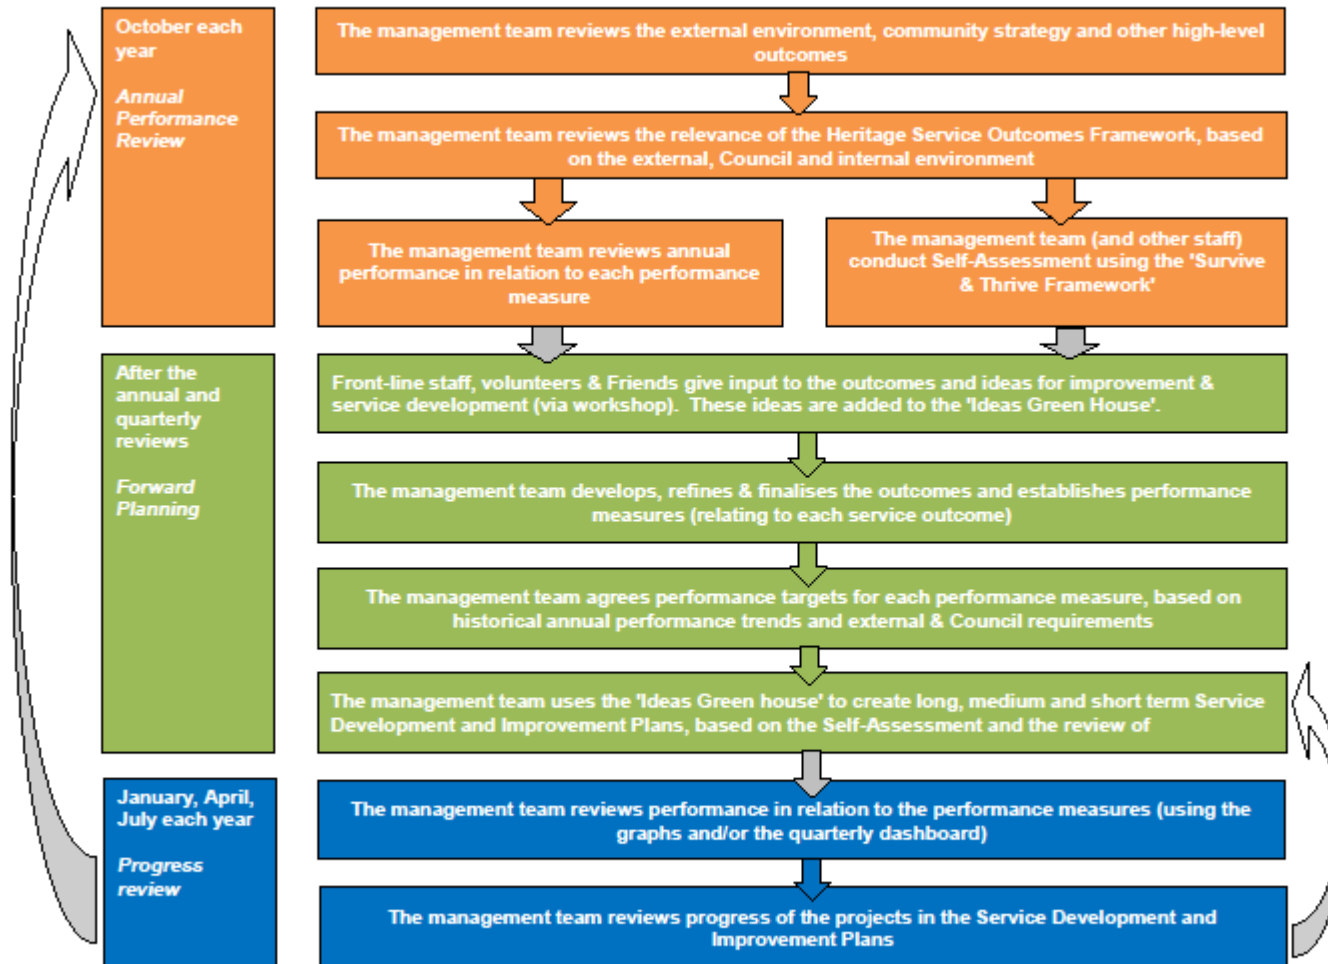 October each
year
Annual
Performance
Review
The management team reviews the external environment, community strategy and other high-level
outcomes
The management team reviews the relevance of the Heritage Service Outcomes Framework, based
on the external, Council and internal environment
The management team reviews annual
performance in relation to each performance
measure
The management team (and other staff)
conduct Self-Assessment using the 'Survive
& Thrive Framework'
After the
annual and
quarterly
reviews
Forward
Planning
Front-line staff, volunteers & Friends give input to the outcomes and ideas for improvement &
service development (via workshop).  These ideas are added to the 'Ideas Green House'.
The management team develops, refines & finalises the outcomes and establishes performance
measures (relating to each service outcome)
The management team agrees performance targets for each performance measure, based on
historical annual performance trends and external & Council requirements
The management team uses the 'Ideas Green house' to create long, medium and short term Service
Development and Improvement Plans, based on the Self-Assessment and the review of
January, April,
July each year
Progress
review
The management team reviews performance in relation to the performance measures (using the
graphs and/or the quarterly dashboard)
The management team reviews progress of the projects in the Service Development and
Improvement Plans